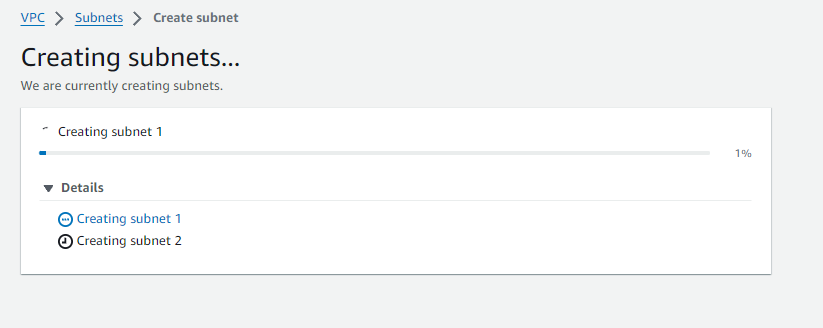 VPC Subnets Create subnet
Creating subnets...
We are currently creating subnets.
Creating subnet 1
1%
Details
Creating subnet 1
Creating subnet 2